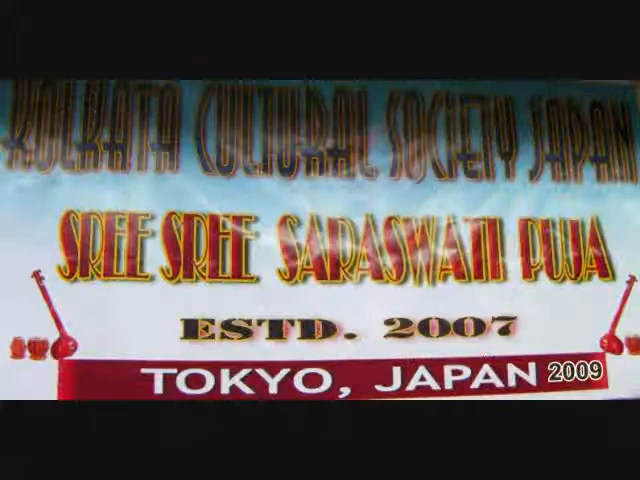 KOLKATA CULTURAL SOCIETY JAPAN
SREE SREE SARASWATI PUJA
ESTD. 2007
TOKYO, JAPAN 2009